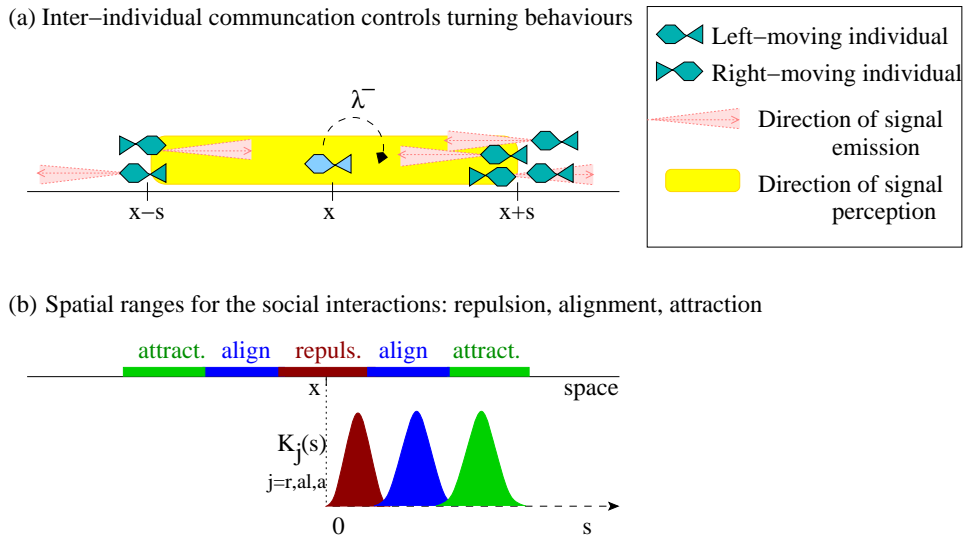 (a) Inter−individual communcation controls turning behaviours
Left−moving individual
Right−moving individual
Direction of signal
emission
Direction of signal
perception
λ−
x−s
x
x+s
(b) Spatial ranges for the social interactions: repulsion, alignment, attraction
attract. align repuls. align attract.
x
space
K_j(s)
j=r,al,a
0
s